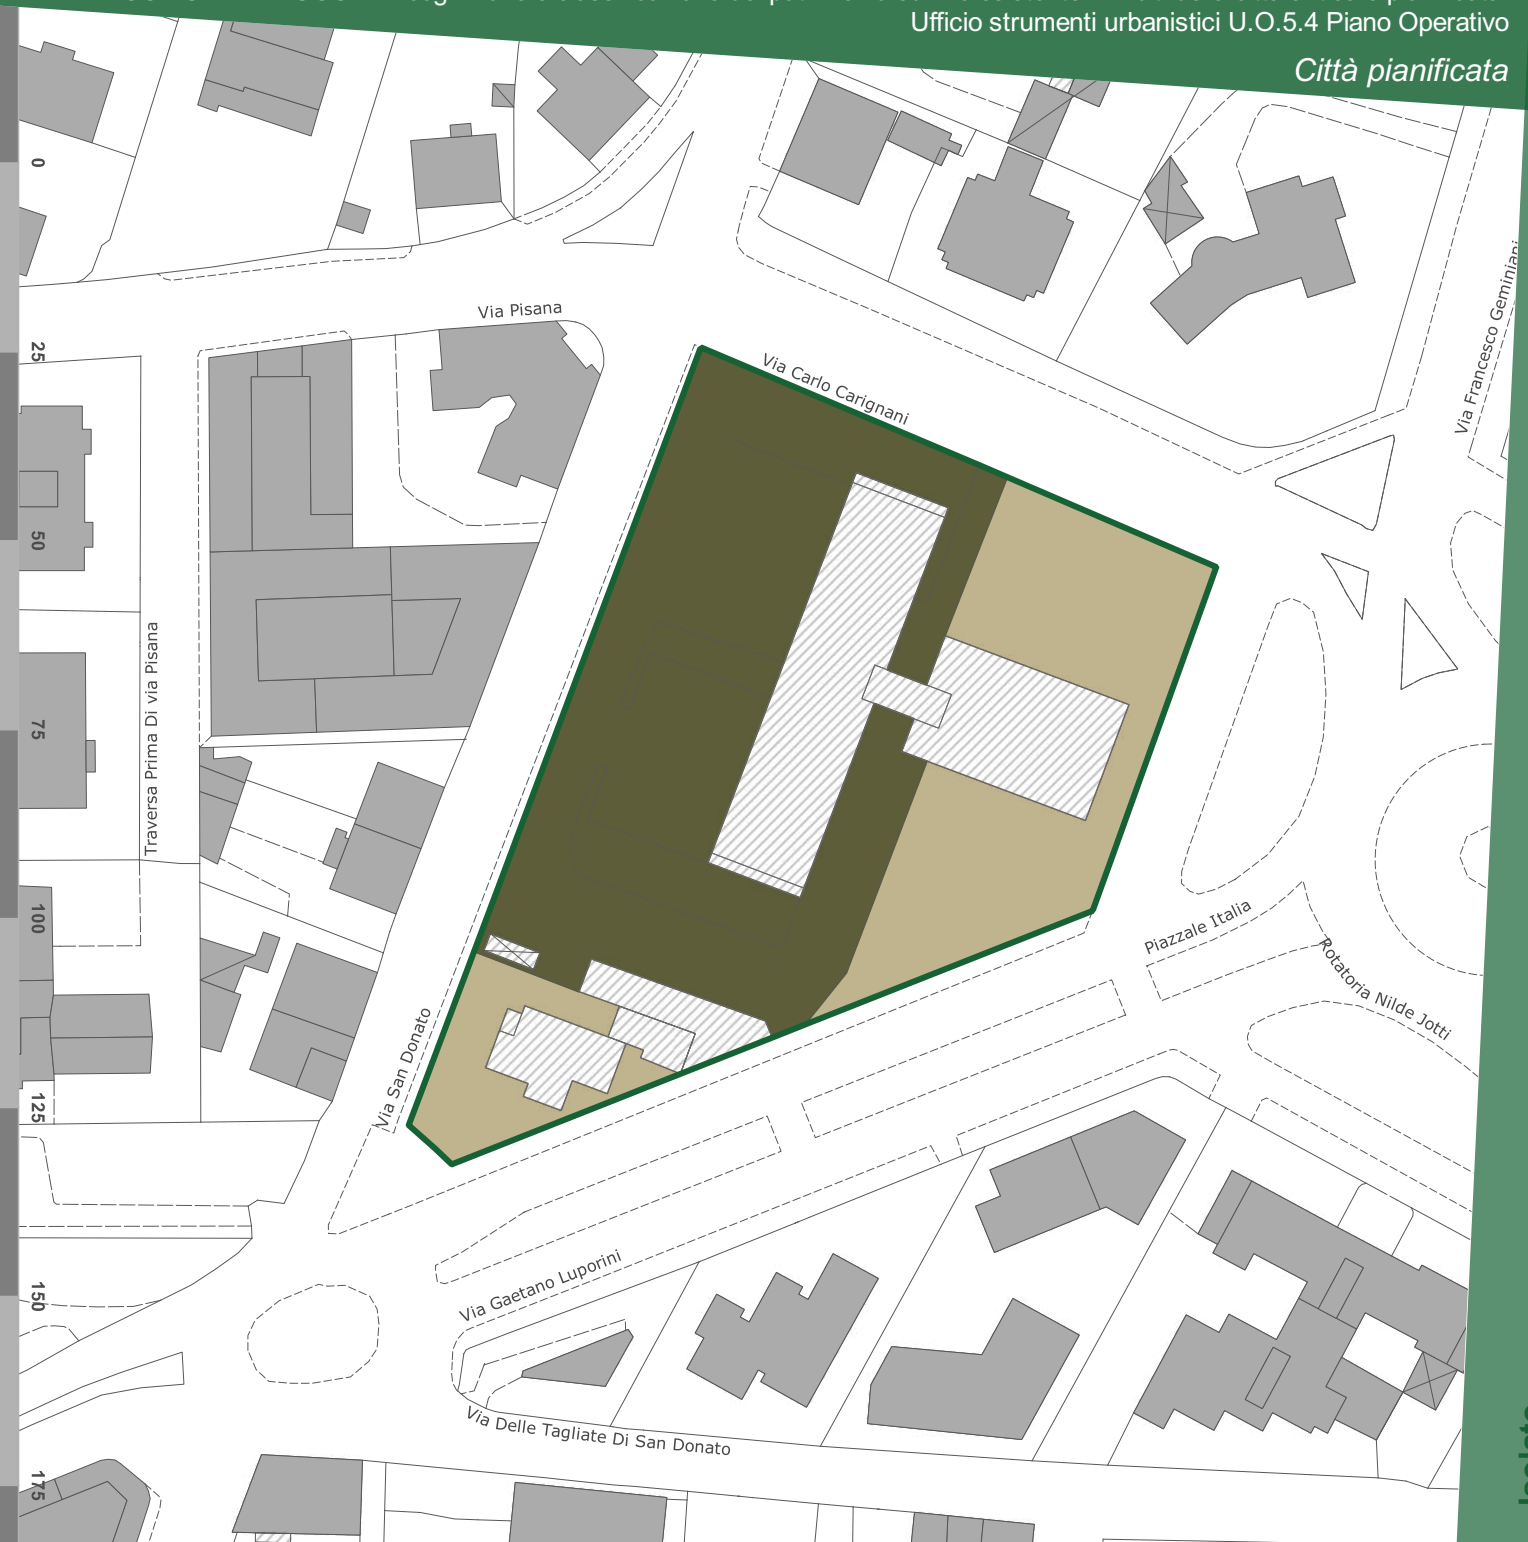 Ufficio strumenti urbanistici U.O.5.4 Piano Operativo
Città pianificata
0
25
50
75
100
125
150
175
Via Pisana
Via Carlo Carignani
Via Francesco Geminiani
Traversa Prima Di via Pisana
Via San Donato
Piazzale Italia
Rotatoria Nilde Jotti
Via Gaetano Luporini
Via Delle Tagliate Di San Donato